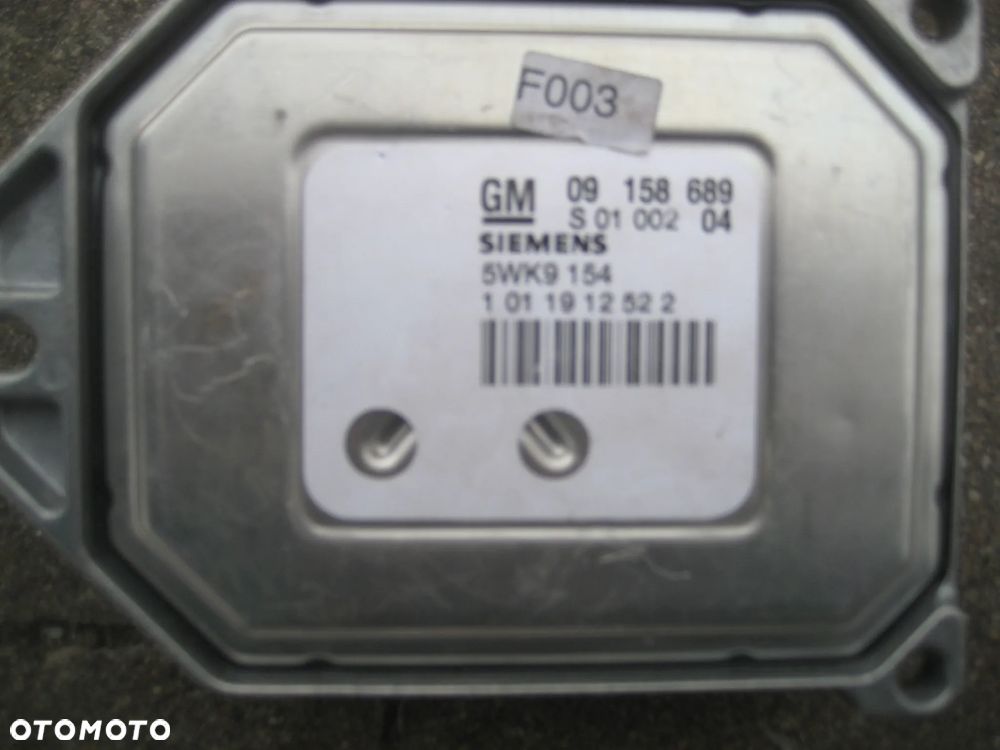 F003
GM 09 158 689
S 01 002 04
SIEMENS
5WK9 154
1 01 19 12 52 2
OTOMOTO